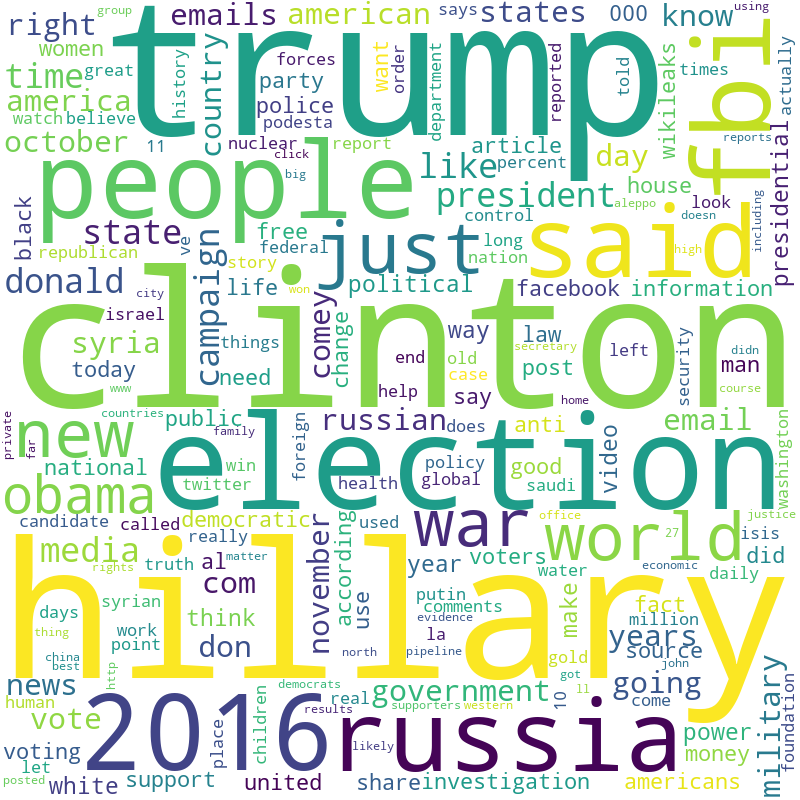 group
emails
american
says
states
000
know
using
right
trump
fbi
women
time
great
history
country
forces
party
want
order
department
told
reported
wikileaks
times
actually
america
watch
believe
police
podesta
october
11
nuclear
report
click
article
percent
day
reports
people
like
president
house
presidential
big
aleppo
look
doesn
black
state
ve
free
control
said
including
republican
federal
just
long
nation
high
donald
story
campaign
life
political
facebook
information
city
won
clinton
israel
comey
change
way
law
left
security
didn
syria
things
end
old
post
secretary
man
today
need
case
help
say
home
course
www
private
new
countries
public
russian
does
anti
email
far
family
election
foreign
video
washington
national
win
policy
good
obama
twitter
health
global
saudi
candidate
called
democratic
war
world
office
justice
used
really
november
according
27
isis
media
matter
truth
al
year
voters
did
daily
rights
com
use
putin
water
economic
hillary
days
syrian
think
comments
make
fact
million
thing
work
don
la
evidence
years
point
china
best
http
north
pipeline
gold
source
john
news
human
democrats
government
got
going
come
military
foundation
vote
2016
children
real
results
supporters
western
11
10
russia
power
voting
place
likely
money
let
posted
white
support
united
share
investigation
americans